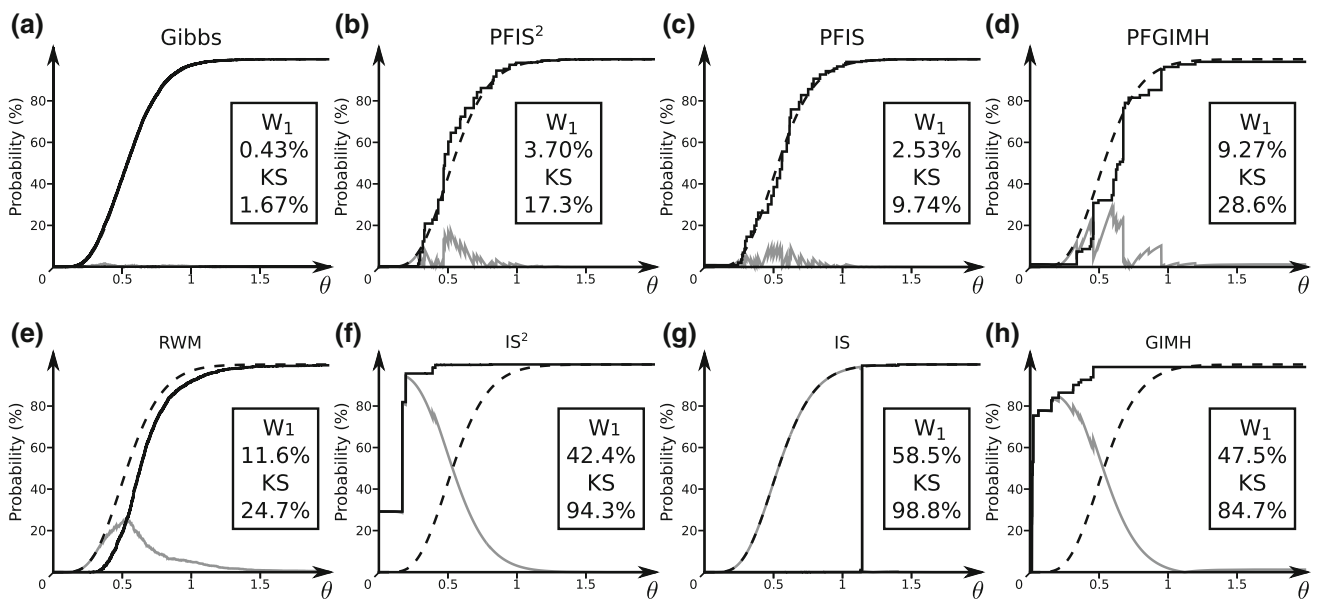 (a)
Gibbs
Probability (%)
80
60
40
20
0
0.5
1
1.5
θ
W₁
0.43%
KS
1.67%
(b)
PFIS²
Probability (%)
80
60
40
20
0
0.5
1
1.5
θ
W₁
3.70%
KS
17.3%
(c)
PFIS
Probability (%)
80
60
40
20
0
0.5
1
1.5
θ
W₁
2.53%
KS
9.74%
(d)
PFGIMH
Probability (%)
80
60
40
20
0
0.5
1
1.5
θ
W₁
9.27%
KS
28.6%
(e)
RWM
Probability (%)
80
60
40
20
0
0.5
1
1.5
θ
W1
11.6%
KS
24.7%
(f)
IS²
Probability (%)
80
60
40
20
0
0.5
1
1.5
θ
W1
42.4%
KS
94.3%
(g)
IS
Probability (%)
80
60
40
20
0
0.5
1
1.5
θ
W₁
58.5%
KS
98.8%
(h)
GIMH
Probability (%)
80
60
40
20
0
0.5
1
1.5
θ
W₁
47.5%
KS
84.7%